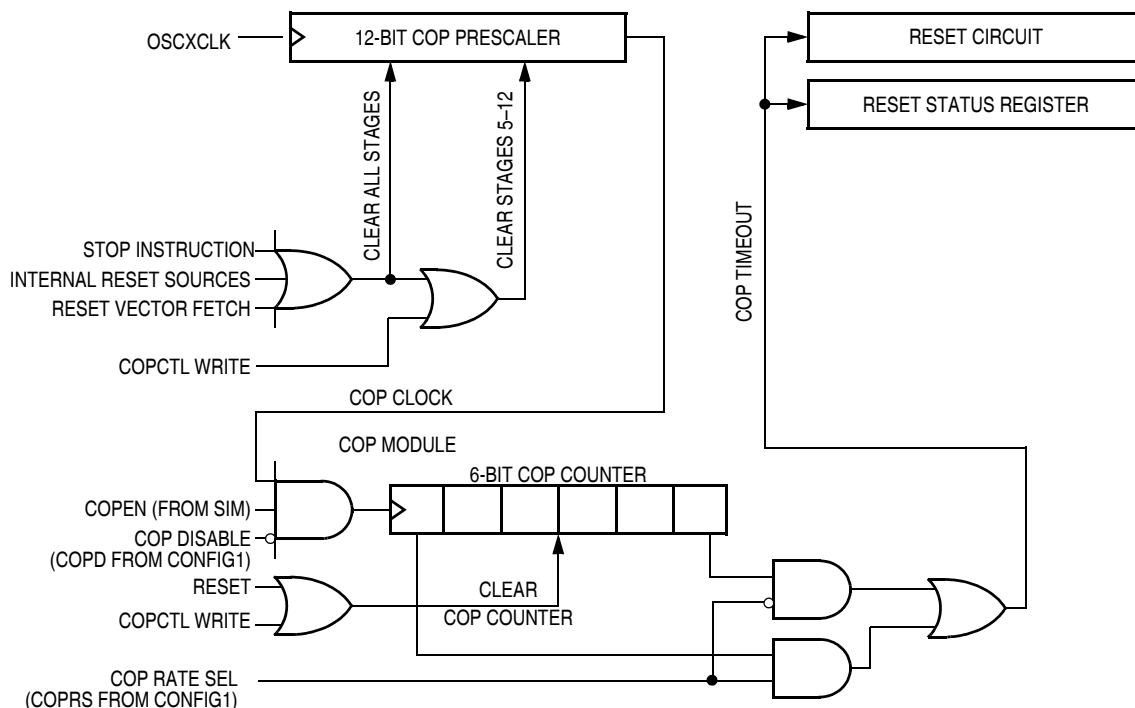 OSCXCLK
12-BIT COP PRESCALER
RESET CIRCUIT
RESET STATUS REGISTER
CLEAR ALL STAGES
CLEAR STAGES 5–12
COP TIMEOUT
STOP INSTRUCTION
INTERNAL RESET SOURCES
RESET VECTOR FETCH
COPCTL WRITE
COP CLOCK
COP MODULE
6-BIT COP COUNTER
COPEN (FROM SIM)
COP DISABLE
(COPD FROM CONFIG1)
RESET
COPCTL WRITE
CLEAR
COP COUNTER
COP RATE SEL
(COPRS FROM CONFIG1)